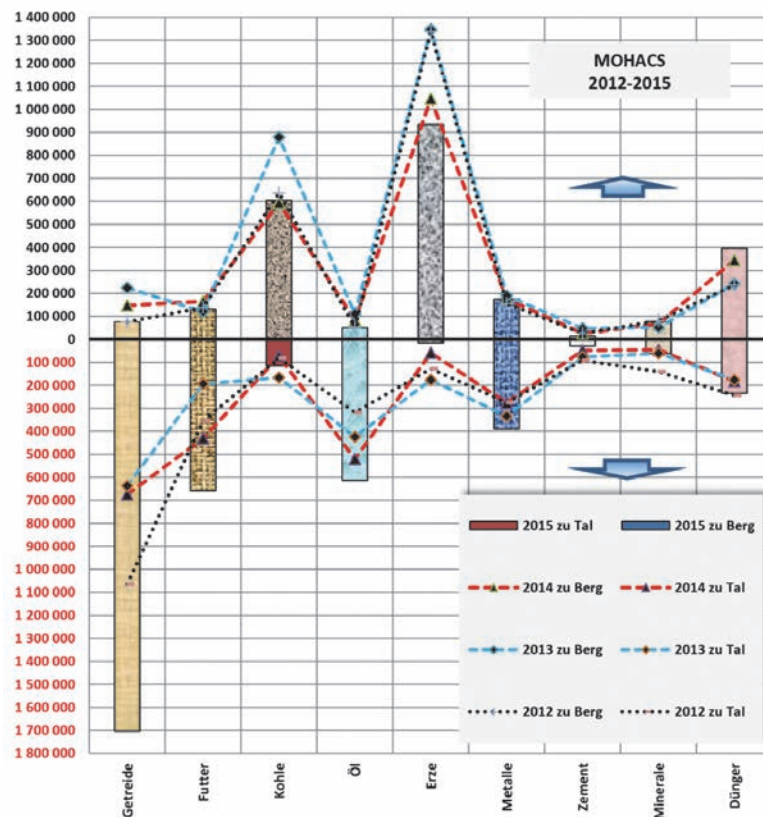 1 400 000
1 300 000
1 200 000
1 100 000
1 000 000
900 000
800 000
700 000
600 000
500 000
400 000
300 000
200 000
100 000
0
100 000
200 000
300 000
400 000
500 000
600 000
700 000
800 000
900 000
1 000 000
1 100 000
1 200 000
1 300 000
1 400 000
1 500 000
1 600 000
1 700 000
1 800 000
MOHACS
2012-2015
2015 zu Tal
2015 zu Berg
2014 zu Berg
2014 zu Tal
2013 zu Berg
2013 zu Tal
2012 zu Berg
2012 zu Tal
Getreide
Futter
Kohle
Öl
Erze
Metalle
Zement
Minerale
Dünger